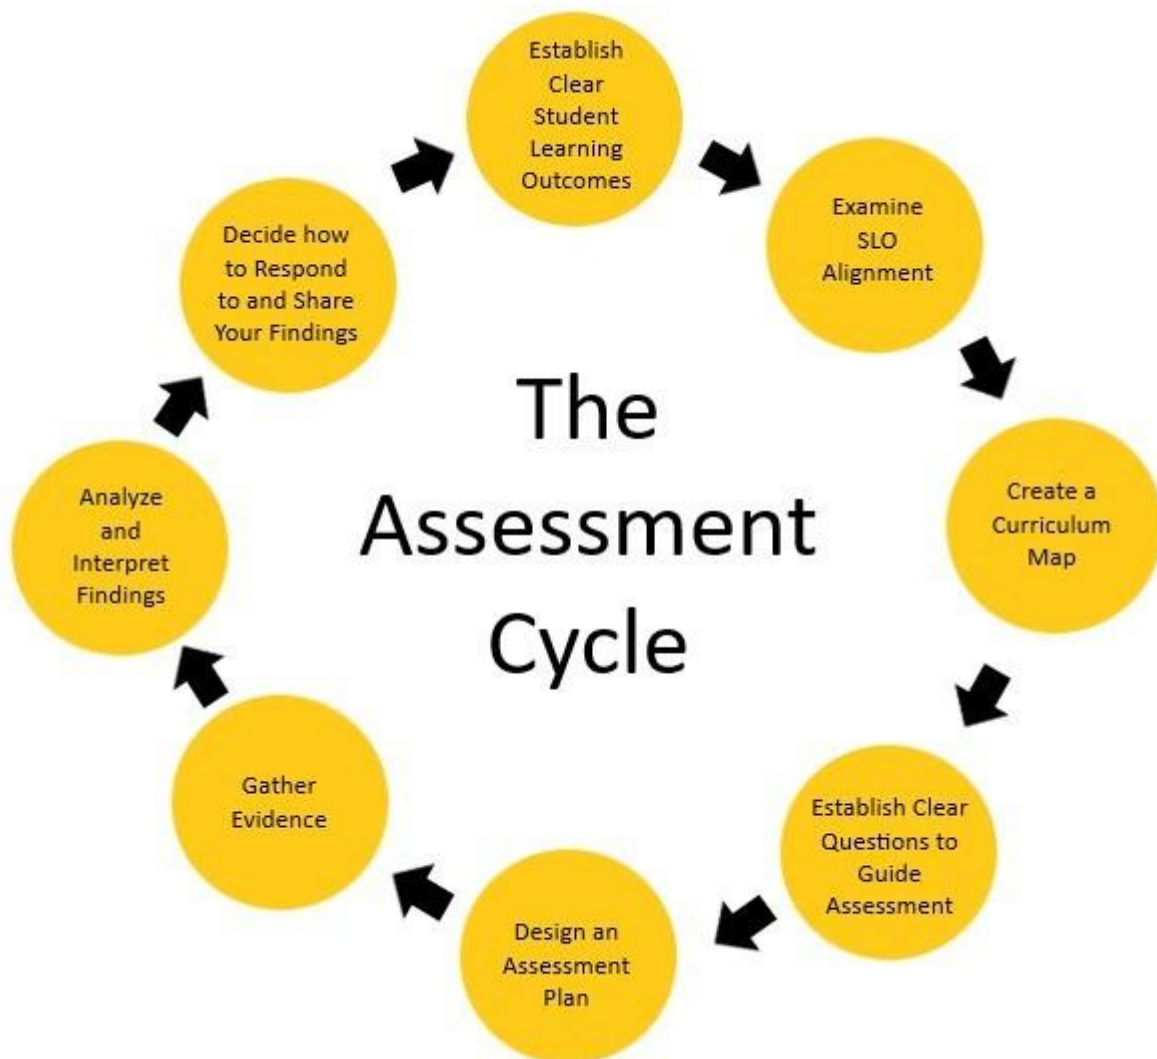 Establish
Clear
Student
Learning
Outcomes
Examine
SLO
Alignment
Create a
Curriculum
Map
Establish Clear
Questions to
Guide
Assessment
Design an
Assessment
Plan
Gather
Evidence
Analyze
and
Interpret
Findings
Decide how
to Respond
to and Share
Your Findings
The
Assessment
Cycle